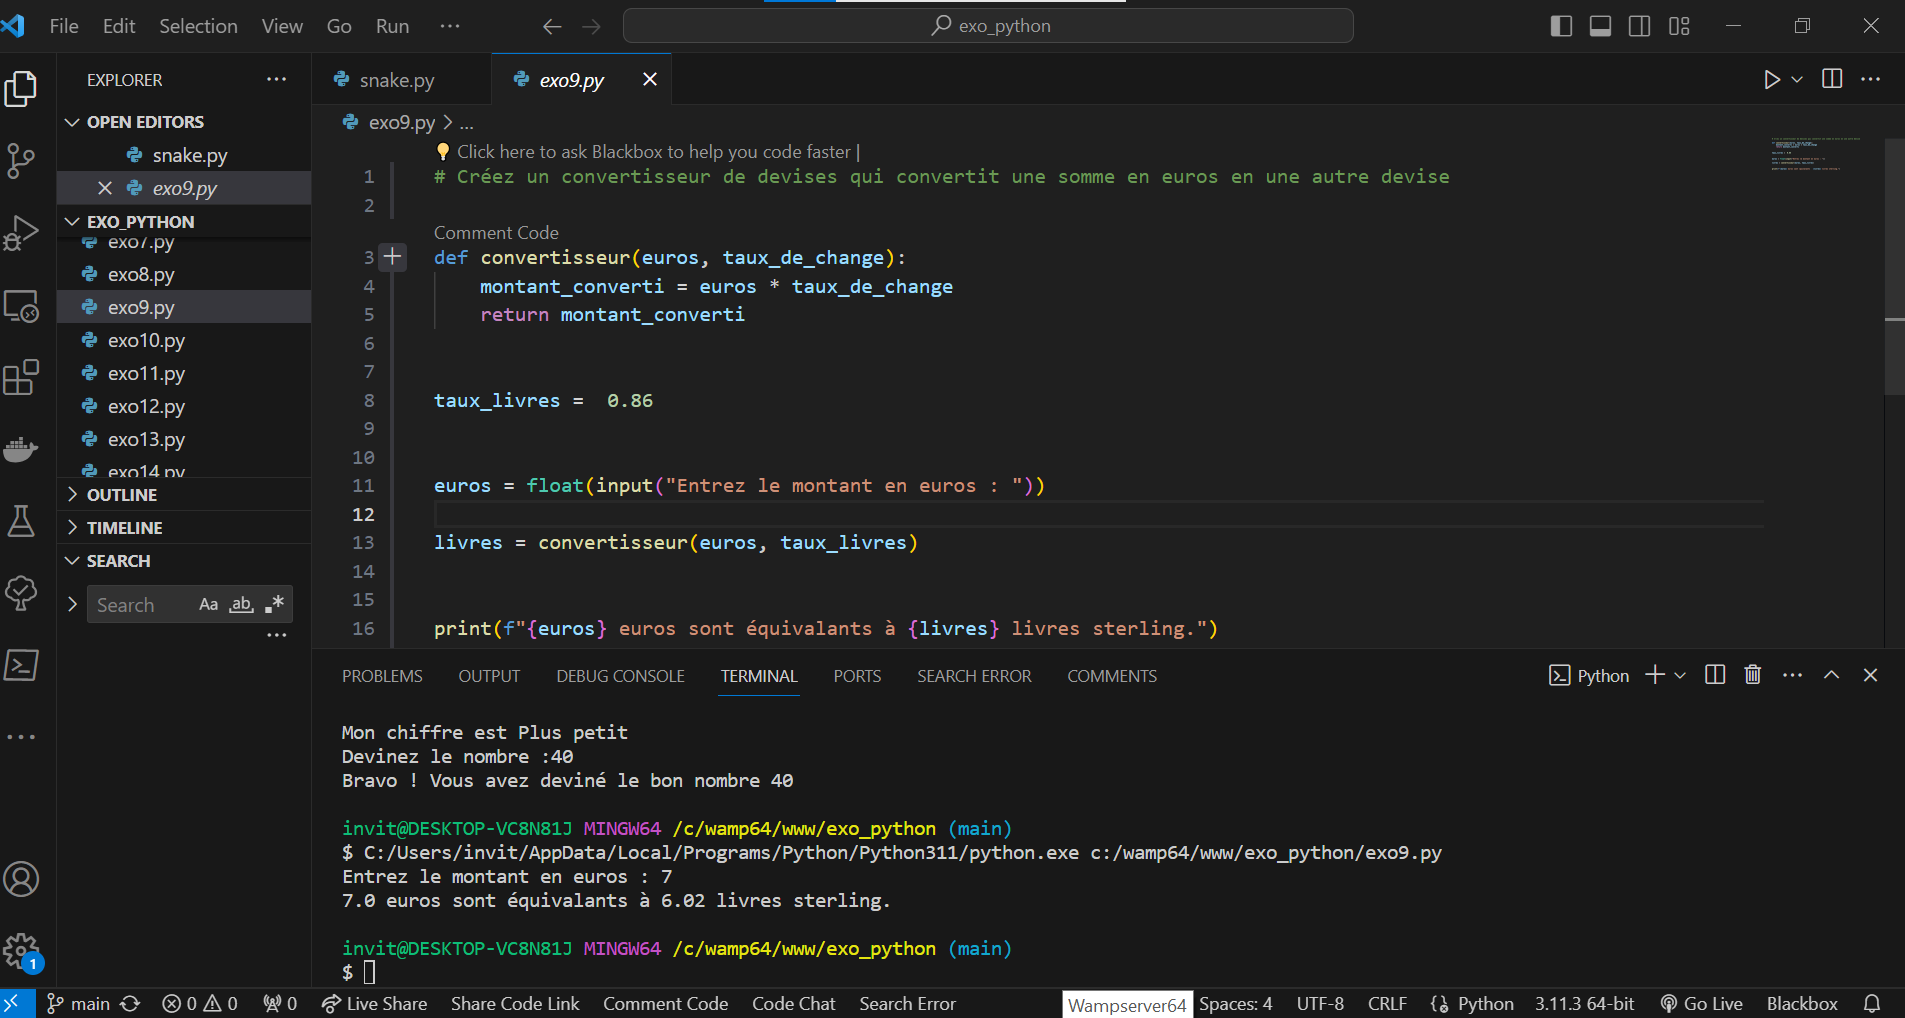 File Edit Selection View Go Run ··· exo_python
EXPLORER ···
OPEN EDITORS
snake.py
exo9.py
EXO_PYTHON
exo7.py
exo8.py
exo9.py
exo10.py
exo11.py
exo12.py
exo13.py
exo14.py
OUTLINE
TIMELINE
SEARCH
Search Aa ab .*
···
1
snake.py exo9.py
exo9.py > ...
Click here to ask Blackbox to help you code faster |
1 # Créez un convertisseur de devises qui convertit une somme en euros en une autre devise
2
Comment Code
3 def convertisseur(euros, taux_de_change):
4 montant_converti = euros * taux_de_change
5 return montant_converti
6
7
8 taux_livres =  0.86
9
10
11 euros = float(input("Entrez le montant en euros : "))
12
13 livres = convertisseur(euros, taux_livres)
14
15
16 print(f"{euros} euros sont équivalants à {livres} livres sterling.")
PROBLEMS OUTPUT DEBUG CONSOLE TERMINAL PORTS SEARCH ERROR COMMENTS Python
Mon chiffre est Plus petit
Devinez le nombre :40
Bravo ! Vous avez deviné le bon nombre 40
invit@DESKTOP-VC8N81J MINGW64 /c/wamp64/www/exo_python (main)
$ C:/Users/invit/AppData/Local/Programs/Python/Python311/python.exe c:/wamp64/www/exo_python/exo9.py
Entrez le montant en euros : 7
7.0 euros sont équivalants à 6.02 livres sterling.
invit@DESKTOP-VC8N81J MINGW64 /c/wamp64/www/exo_python (main)
$
main 0 0 0 Live Share Share Code Link Comment Code Code Chat Search Error Wampserver64 Spaces: 4 UTF-8 CRLF Python 3.11.3 64-bit Go Live Blackbox